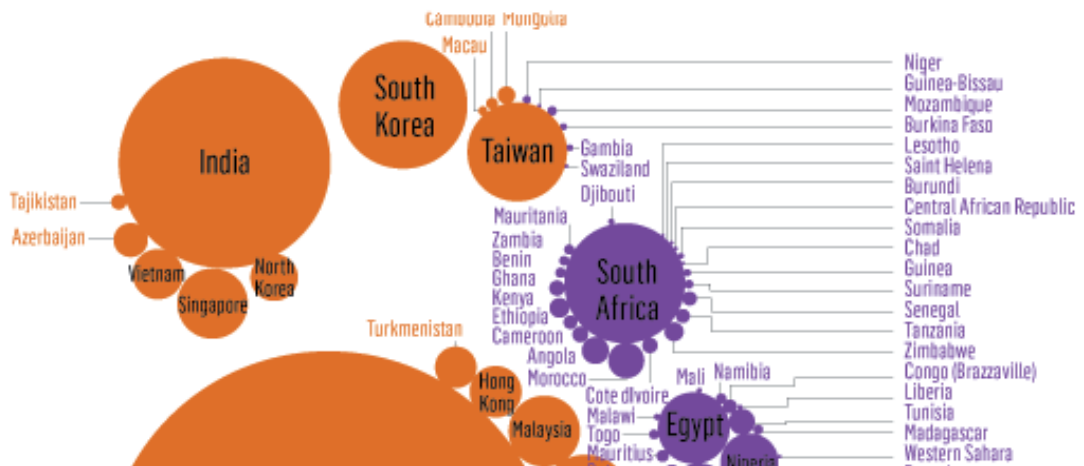 Cambodia Mongolia
Macau
South
Korea
Taiwan
India
Tajikistan
Azerbaijan
Vietnam
Singapore
North
Korea
Niger
Guinea-Bissau
Mozambique
Burkina Faso
Lesotho
Saint Helena
Burundi
Central African Republic
Somalia
Chad
Guinea
Suriname
Senegal
Tanzania
Zimbabwe
Congo (Brazzaville)
Liberia
Tunisia
Madagascar
Western Sahara
Gambia
Swaziland
Djibouti
Mauritania
Zambia
Benin
Ghana
Kenya
Ethiopia
Cameroon
Angola
Morocco
South
Africa
Cote dIvoire
Mali
Namibia
Malawi
Togo
Mauritius
Egypt
Nigeria
Turkmenistan
Hong
Kong
Malaysia